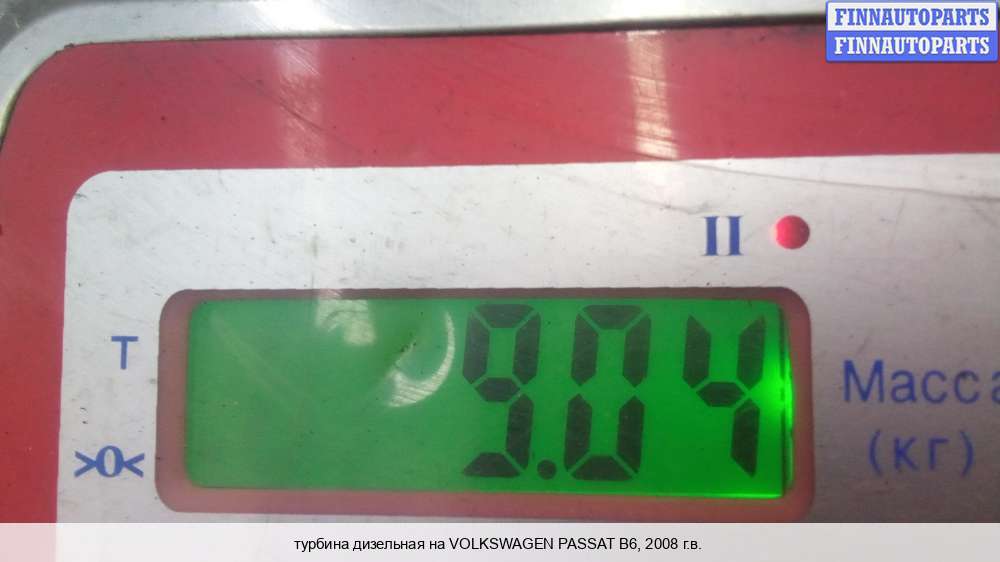 FINNAUTOPARTS
FINNAUTOPARTS
II
T
9.04
Масса
(кг)
>0<
турбина дизельная на VOLKSWAGEN PASSAT B6, 2008 г.в.